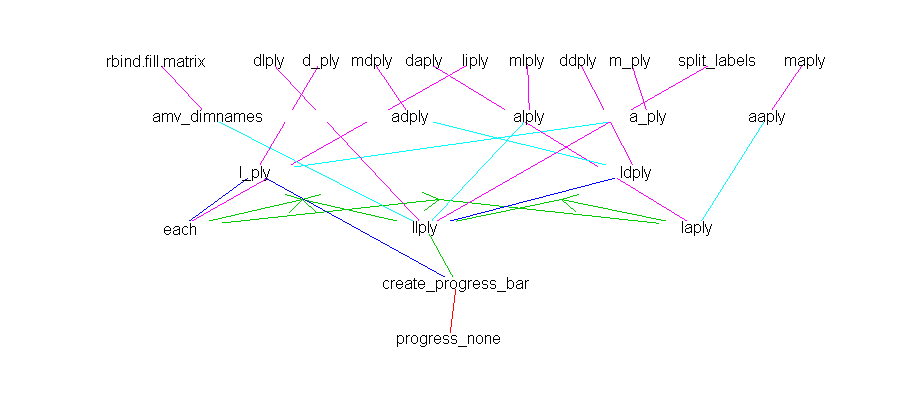 rbind.fill.matrix dlply d_ply mdply daply liply mlply ddply m_ply split_labels maply
amv_dimnames adply alply a_ply aaply
l_ply ldply
each llply laply
create_progress_bar
progress_none